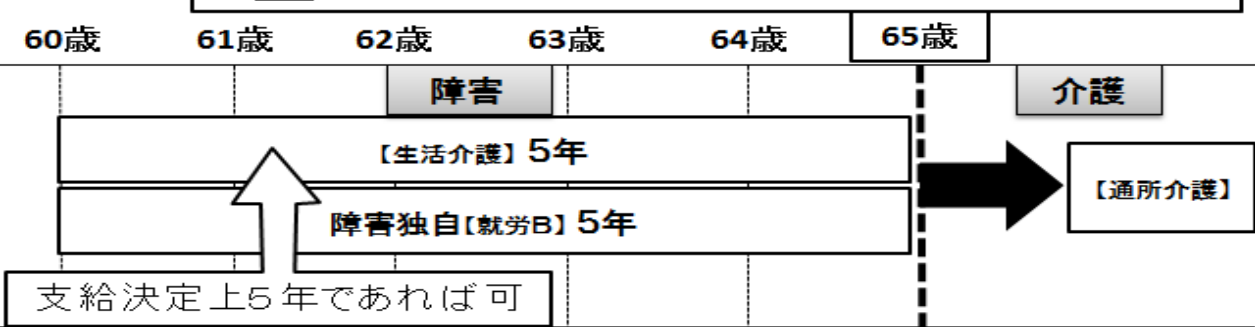 60歳 61歳 62歳 63歳 64歳 65歳
障害 介護
【生活介護】5年
【通所介護】
障害独自【就労B】5年
支給決定上5年であれば可